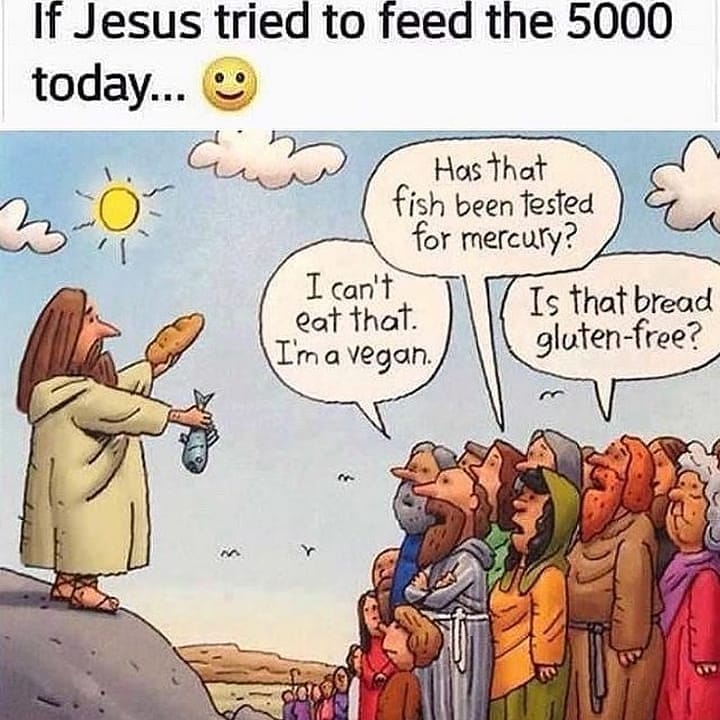 If Jesus tried to feed the 5000
today... 🙂
Has that
fish been tested
for mercury?
I can't
eat that.
I'm a vegan.
Is that bread
gluten-free?